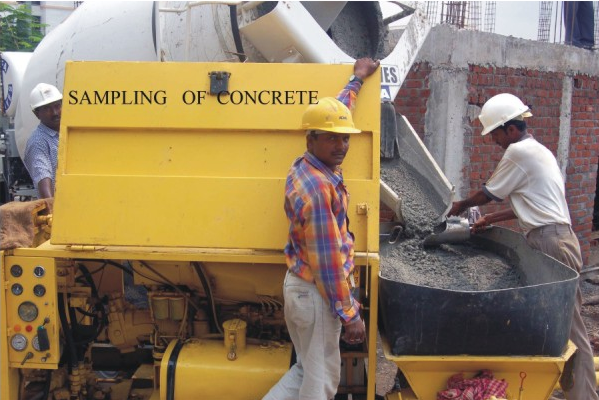 SAMPLING OF CONCRETE